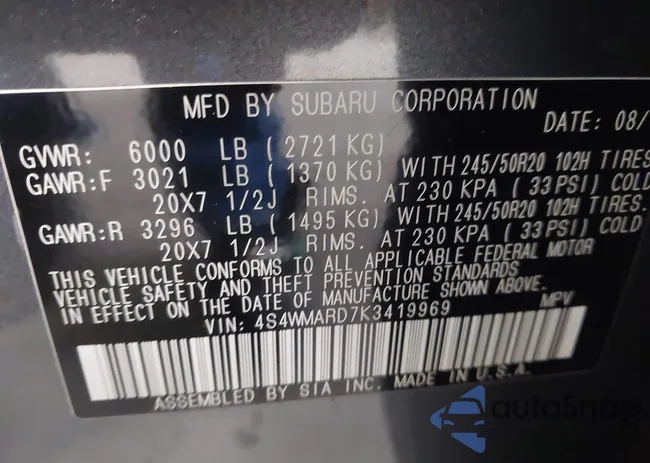 MFD BY SUBARU CORPORATION
DATE: 08/
GVWR: 6000 LB ( 2721 KG)
GAWR:F 3021 LB ( 1370 KG) WITH 245/50R20 102H TIRES
20X7 1/2J RIMS. AT 230 KPA ( 33 PSI) COLD
GAWR:R 3296 LB ( 1495 KG) WITH 245/50R20 102H TIRES.
20X7 1/2J RIMS. AT 230 KPA ( 33 PSI) COLD
THIS VEHICLE CONFORMS TO ALL APPLICABLE FEDERAL MOTOR
VEHICLE SAFETY AND THEFT PREVENTION STANDARDS
IN EFFECT ON THE DATE OF MANUFACTURE SHOWN ABOVE.
VIN: 4S4WMARD7K3419969 MPV
ASSEMBLED BY SIA INC. MADE IN U.S.A.
autoSnap